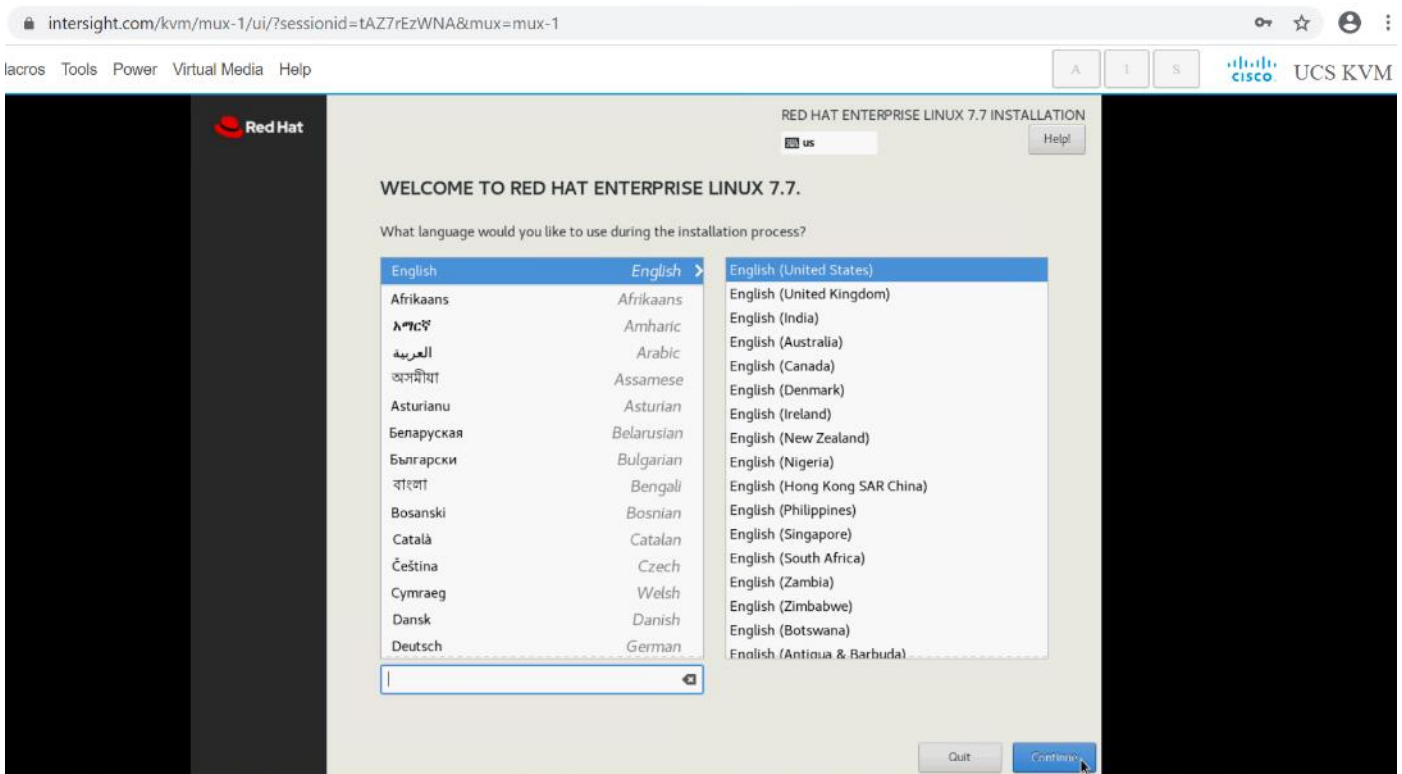 intersight.com/kvm/mux-1/ui/?sessionid=tAZ7rEzWNA&mux=mux-1
lacros Tools Power Virtual Media Help
A 1 S
cisco. UCS KVM
Red Hat
RED HAT ENTERPRISE LINUX 7.7 INSTALLATION
us
Help!
WELCOME TO RED HAT ENTERPRISE LINUX 7.7.
What language would you like to use during the installation process?
English English
Afrikaans Afrikaans
አማርኛ Amharic
العربية Arabic
অসমীয়া Assamese
Asturianu Asturian
Беларуская Belarusian
Български Bulgarian
বাংলা Bengali
Bosanski Bosnian
Català Catalan
Čeština Czech
Cymraeg Welsh
Dansk Danish
Deutsch German
English (United States)
English (United Kingdom)
English (India)
English (Australia)
English (Canada)
English (Denmark)
English (Ireland)
English (New Zealand)
English (Nigeria)
English (Hong Kong SAR China)
English (Philippines)
English (Singapore)
English (South Africa)
English (Zambia)
English (Zimbabwe)
English (Botswana)
English (Antigua & Barbuda)
Quit
Continue